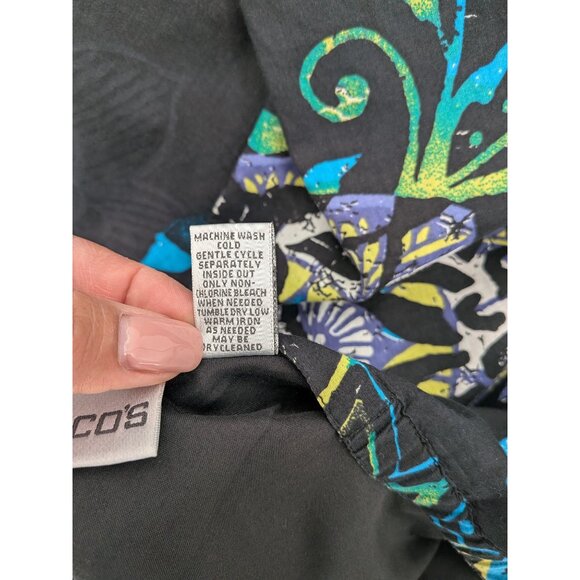 MACHINE WASH
COLD
GENTLE CYCLE
SEPARATELY
INSIDE OUT
ONLY NON-
CHLORINE BLEACH
WHEN NEEDED
TUMBLE DRY LOW
WARM IRON
AS NEEDED
MAY BE
DRYCLEANED
CO'S